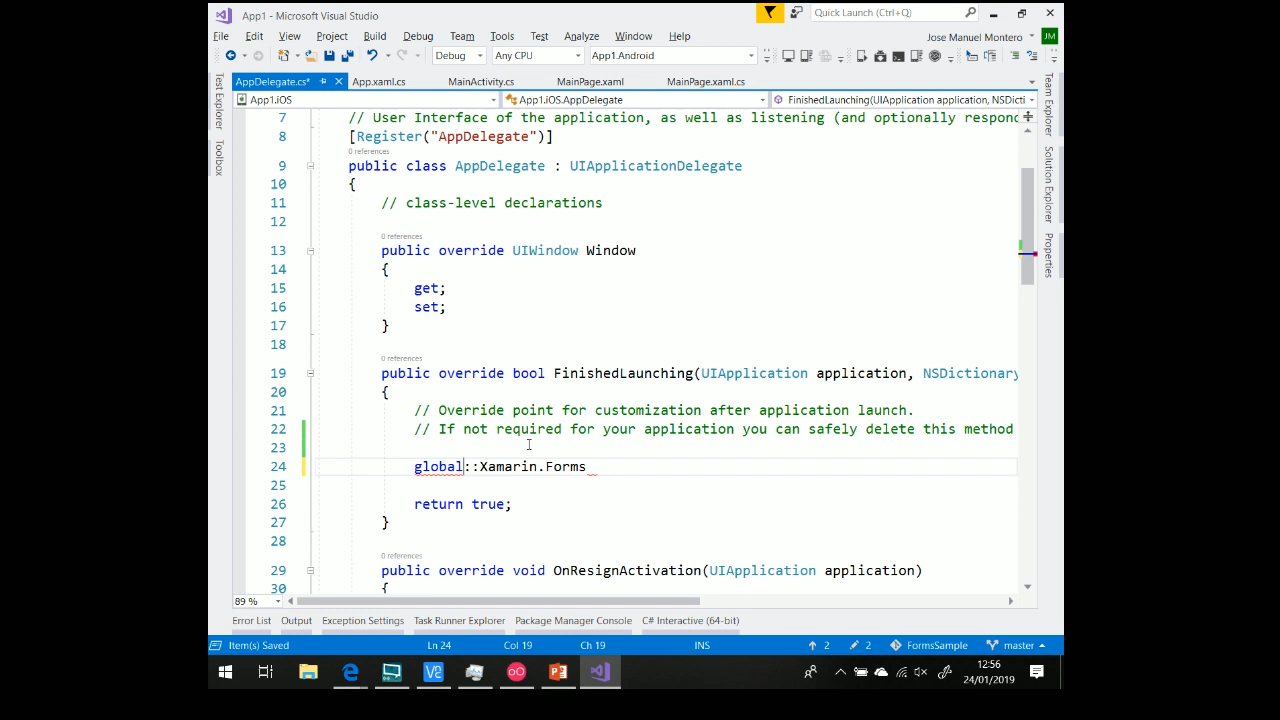 App1 - Microsoft Visual Studio
Quick Launch (Ctrl+Q)
File Edit View Project Build Debug Team Tools Test Analyze Window Help
Jose Manuel Montero JM
Debug Any CPU App1.Android
AppDelegate.cs* App.xaml.cs MainActivity.cs MainPage.xaml MainPage.xaml.cs
App1.iOS App1.iOS.AppDelegate FinishedLaunching(UIApplication application, NSDicti
Test Explorer
Toolbox
Team Explorer
Solution Explorer
Properties
7 // User Interface of the application, as well as listening (and optionally respond
8 [Register("AppDelegate")]
0 references
9 public class AppDelegate : UIApplicationDelegate
10 {
11 // class-level declarations
12
0 references
13 public override UIWindow Window
14 {
15 get;
16 set;
17 }
18
0 references
19 public override bool FinishedLaunching(UIApplication application, NSDictionary
20 {
21 // Override point for customization after application launch.
22 // If not required for your application you can safely delete this method
23
24 global::Xamarin.Forms
25
26 return true;
27 }
28
0 references
29 public override void OnResignActivation(UIApplication application)
30 {
89 %
Error List Output Exception Settings Task Runner Explorer Package Manager Console C# Interactive (64-bit)
Item(s) Saved Ln 24 Col 19 Ch 19 INS 2 2 FormsSample master
12:56
24/01/2019